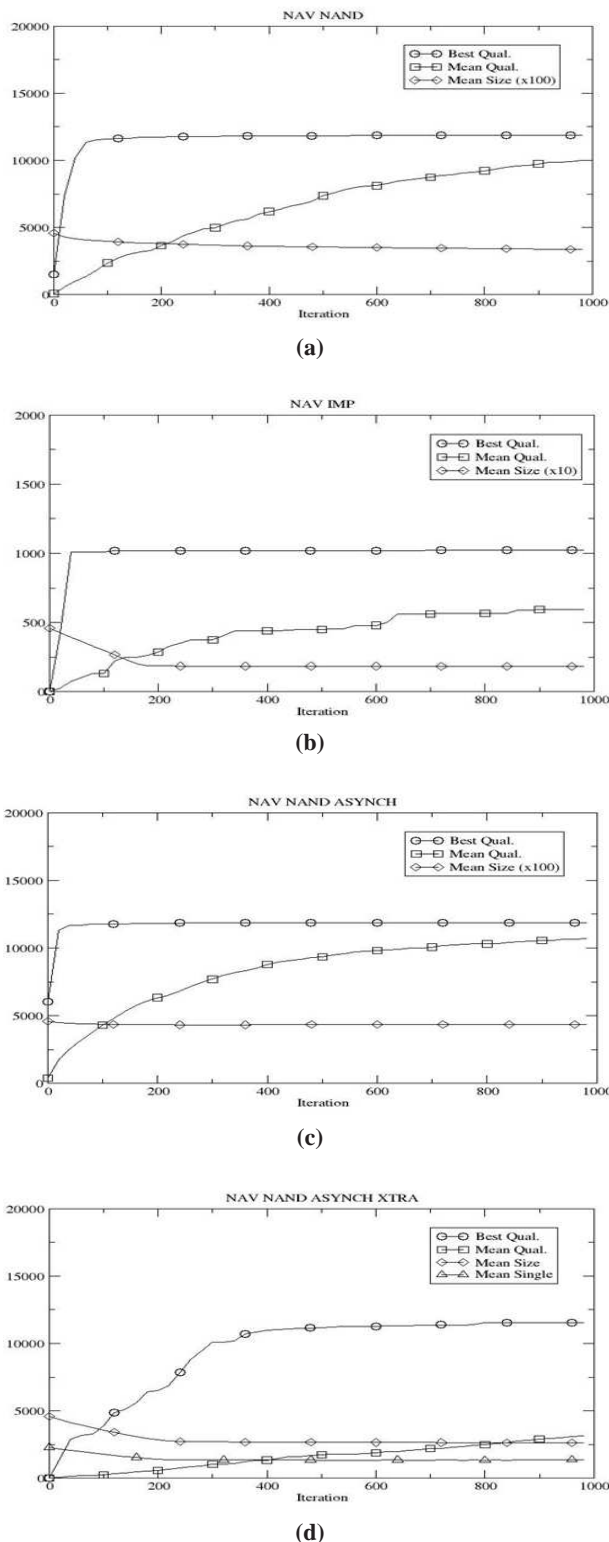 NAV NAND
20000
15000
10000
5000
0
Best Qual.
Mean Qual.
Mean Size (x100)
0 200 400 600 800 1000
Iteration
(a)
NAV IMP
2000
1500
1000
500
0
Best Qual.
Mean Qual.
Mean Size (x10)
0 200 400 600 800 1000
Iteration
(b)
NAV NAND ASYNCH
20000
15000
10000
5000
0
Best Qual.
Mean Qual.
Mean Size (x100)
0 200 400 600 800 1000
Iteration
(c)
NAV NAND ASYNCH XTRA
20000
15000
10000
5000
0
Best Qual.
Mean Qual.
Mean Size
Mean Single
0 200 400 600 800 1000
Iteration
(d)